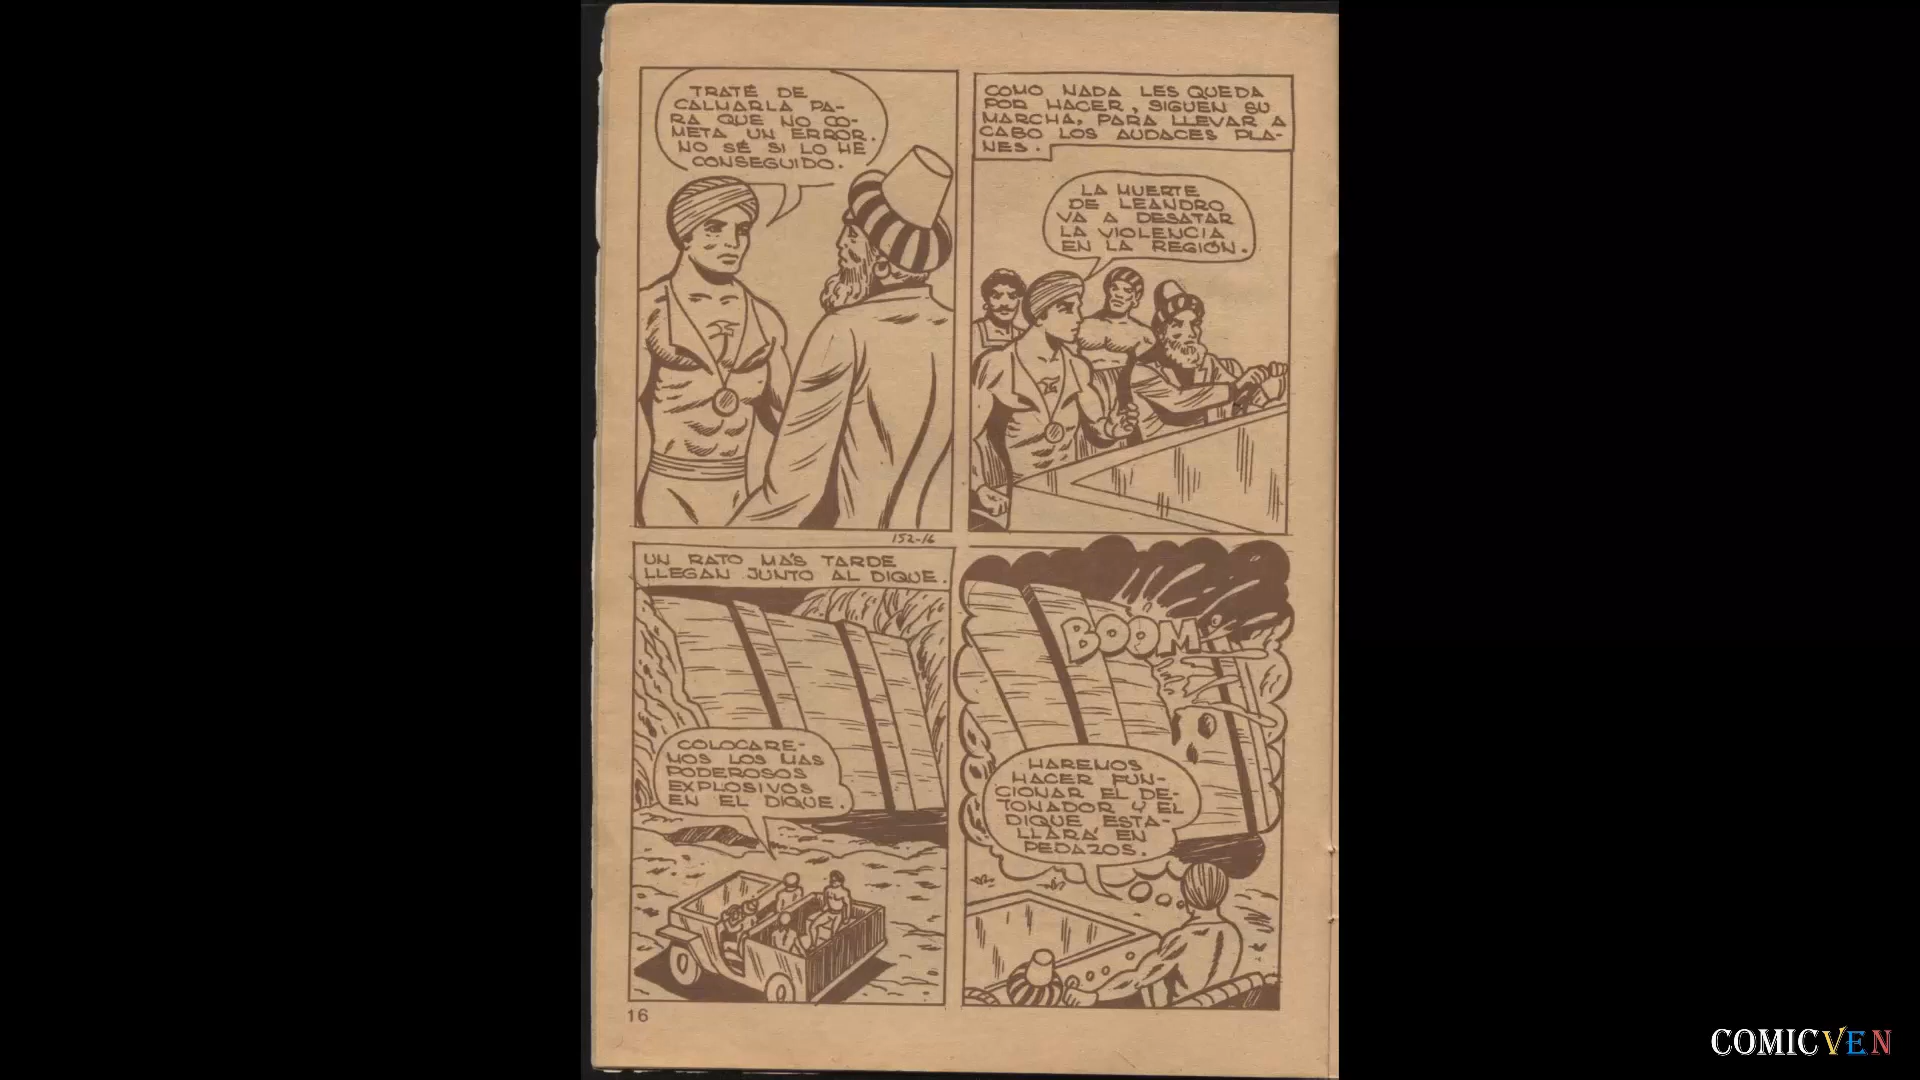 TRATÉ DE
CALMARLA PA-
RA QUE NO CO-
META UN ERROR.
NO SÉ SI LO HE
CONSEGUIDO.
COMO NADA LES QUEDA
POR HACER, SIGUEN SU
MARCHA, PARA LLEVAR A
CABO LOS AUDACES PLA-
NES.
LA MUERTE
DE LEANDRO
VA A DESATAR
LA VIOLENCIA
EN LA REGIÓN.
152-16
UN RATO MÁS TARDE
LLEGAN JUNTO AL DIQUE.
COLOCARE-
MOS LOS MAS
PODEROSOS
EXPLOSIVOS
EN EL DIQUE.
BOOM
HAREMOS
HACER FUN-
CIONAR EL DE-
TONADOR Y EL
DIQUE ESTA-
LLARÁ EN
PEDAZOS.
16
COMICVEN